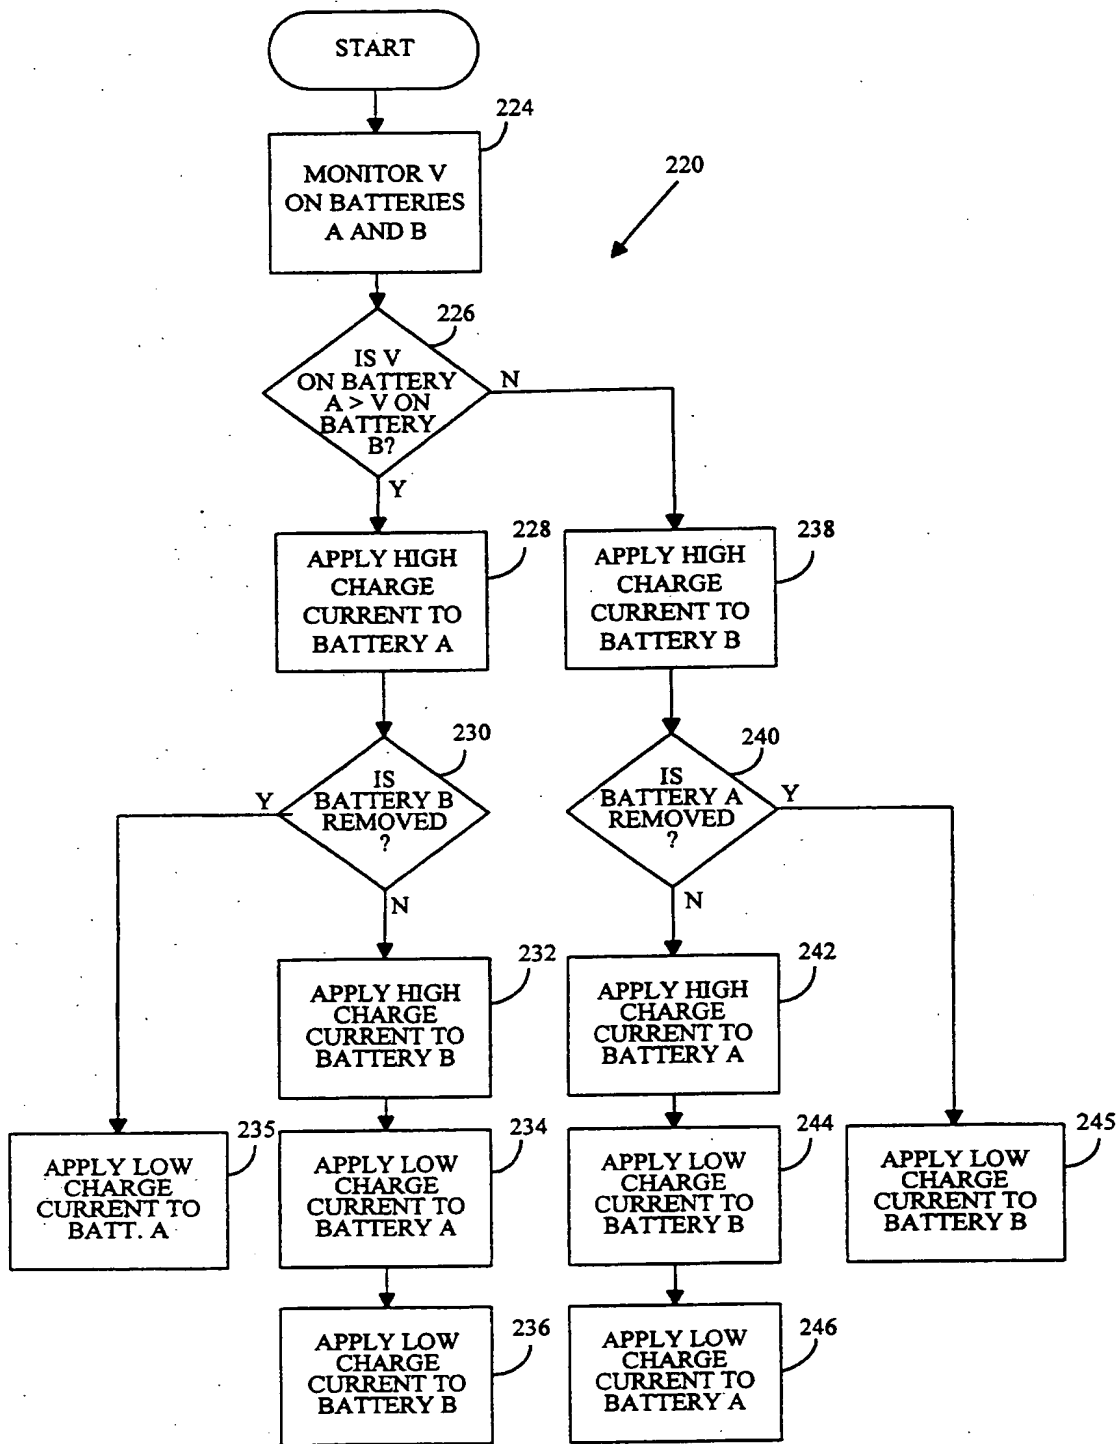 START
224
MONITOR V
ON BATTERIES
A AND B
220
226
IS V
ON BATTERY
A > V ON
BATTERY
B?
N
Y
228
APPLY HIGH
CHARGE
CURRENT TO
BATTERY A
238
APPLY HIGH
CHARGE
CURRENT TO
BATTERY B
230
IS
BATTERY B
REMOVED
?
Y
N
240
IS
BATTERY A
REMOVED
?
Y
N
232
APPLY HIGH
CHARGE
CURRENT TO
BATTERY B
242
APPLY HIGH
CHARGE
CURRENT TO
BATTERY A
235
APPLY LOW
CHARGE
CURRENT TO
BATT. A
234
APPLY LOW
CHARGE
CURRENT TO
BATTERY A
244
APPLY LOW
CHARGE
CURRENT TO
BATTERY B
245
APPLY LOW
CHARGE
CURRENT TO
BATTERY B
236
APPLY LOW
CHARGE
CURRENT TO
BATTERY B
246
APPLY LOW
CHARGE
CURRENT TO
BATTERY A